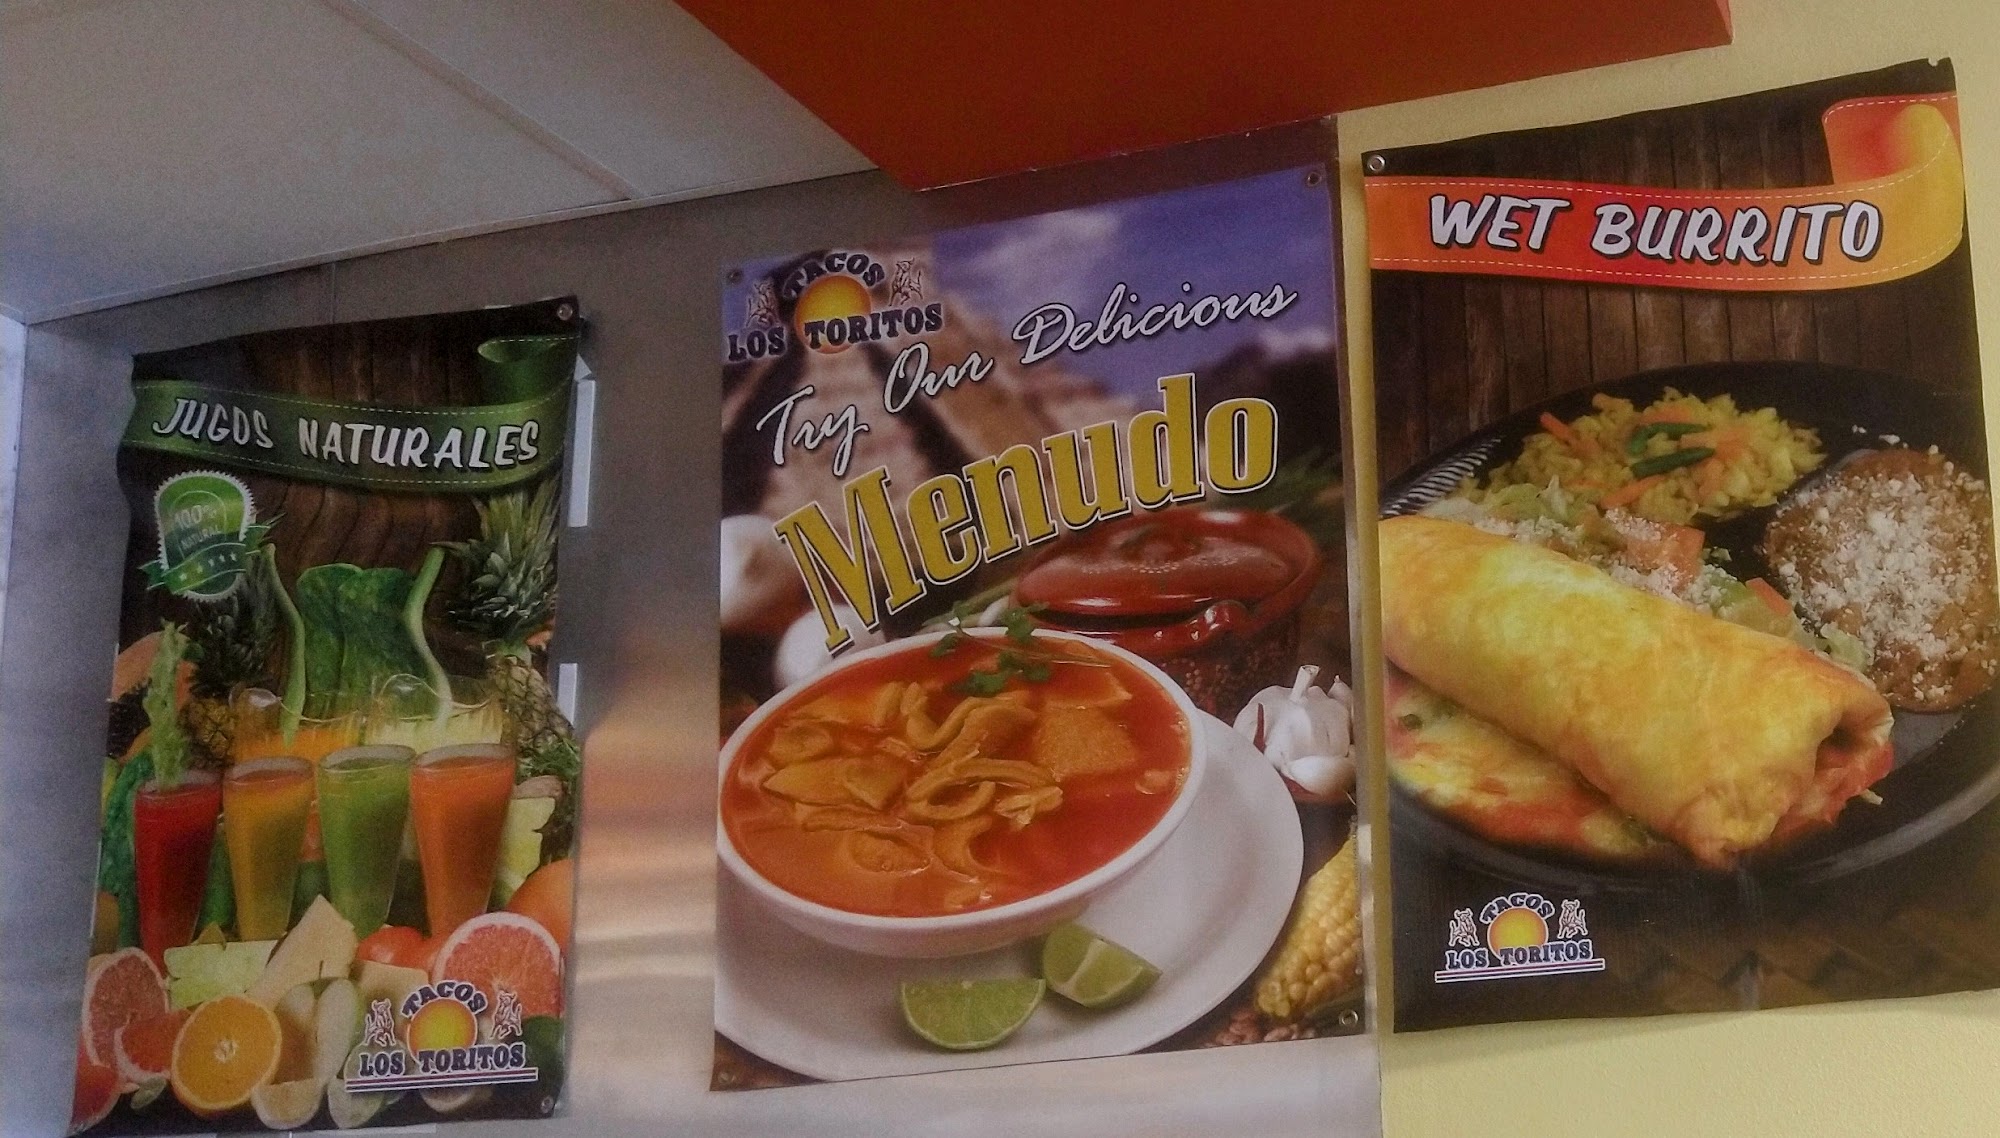 JUGOS NATURALES
100%
NATURAL
TACOS
LOS TORITOS
TACOS
LOS TORITOS
Try Our Delicious
Menudo
WET BURRITO
TACOS
LOS TORITOS